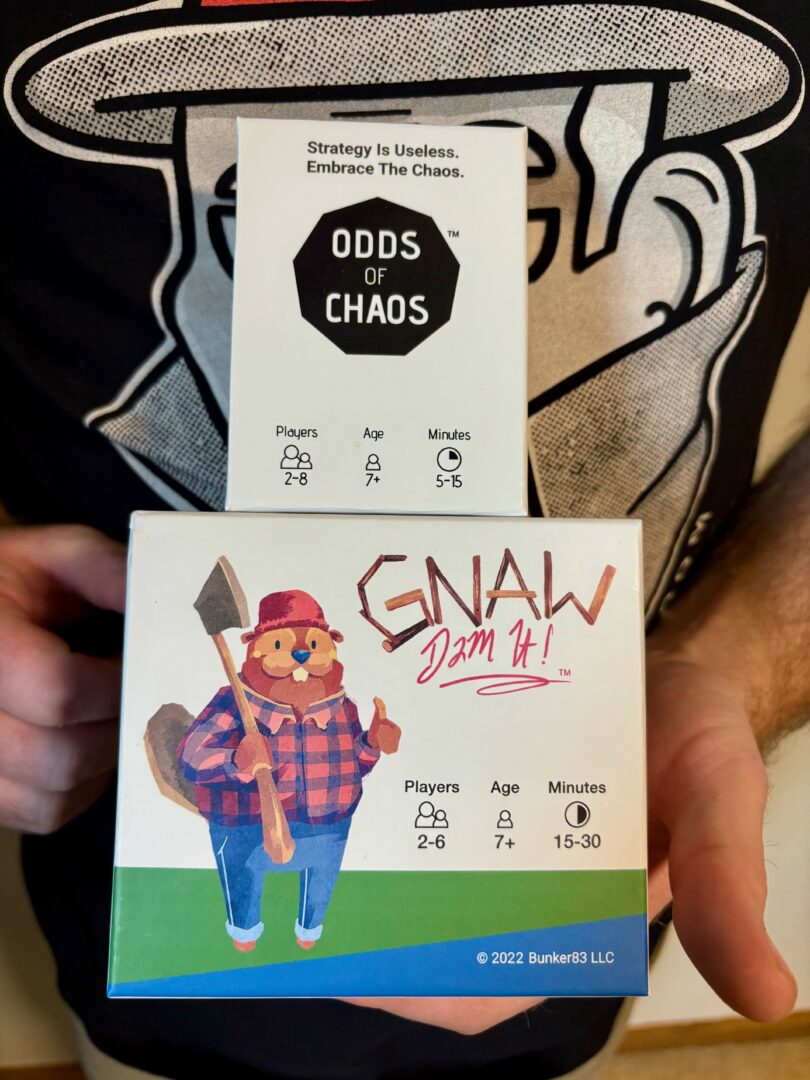 Strategy Is Useless.
Embrace The Chaos.
ODDS
OF
CHAOS
™
Players
Age
Minutes
2-8
7+
5-15
GNAW
Dam It!
™
Players
Age
Minutes
2-6
7+
15-30
© 2022 Bunker83 LLC